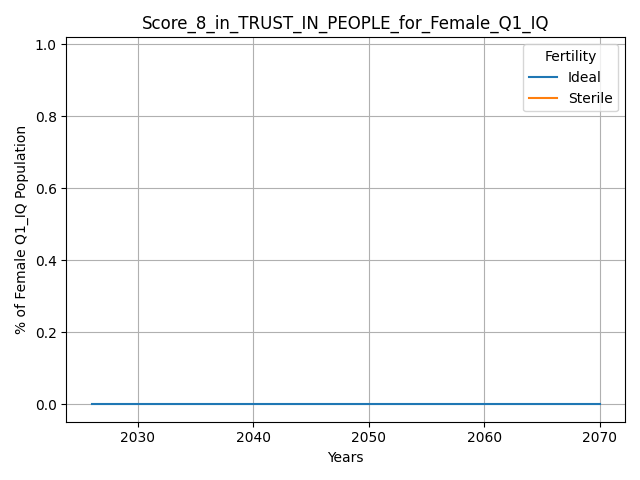 Score_8_in_TRUST_IN_PEOPLE_for_Female_Q1_IQ
Fertility
Ideal
Sterile
% of Female Q1_IQ Population
1.0
0.8
0.6
0.4
0.2
0.0
2030 2040 2050 2060 2070
Years